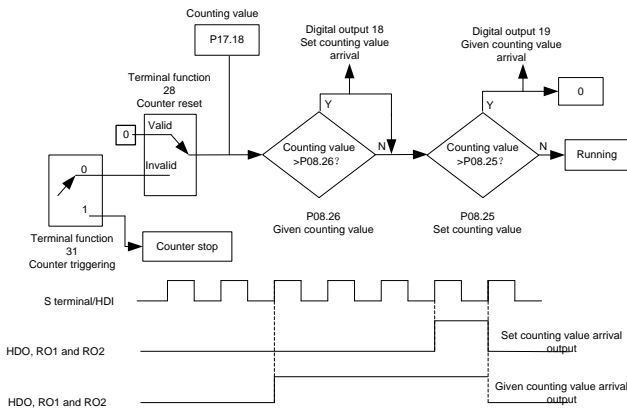 Counting value
P17.18
Digital output 18
Set counting value
arrival
Digital output 19
Given counting value
arrival
Terminal function
28
Counter reset
0
Valid
Invalid
Y
N
Counting value
>P08.26?
Y
N
Counting value
>P08.25?
0
Running
0
1
Terminal function
31
Counter triggering
Counter stop
P08.26
Given counting value
P08.25
Set counting value
S terminal/HDI
HDO, RO1 and RO2
Set counting value arrival
output
HDO, RO1 and RO2
Given counting value arrival
output